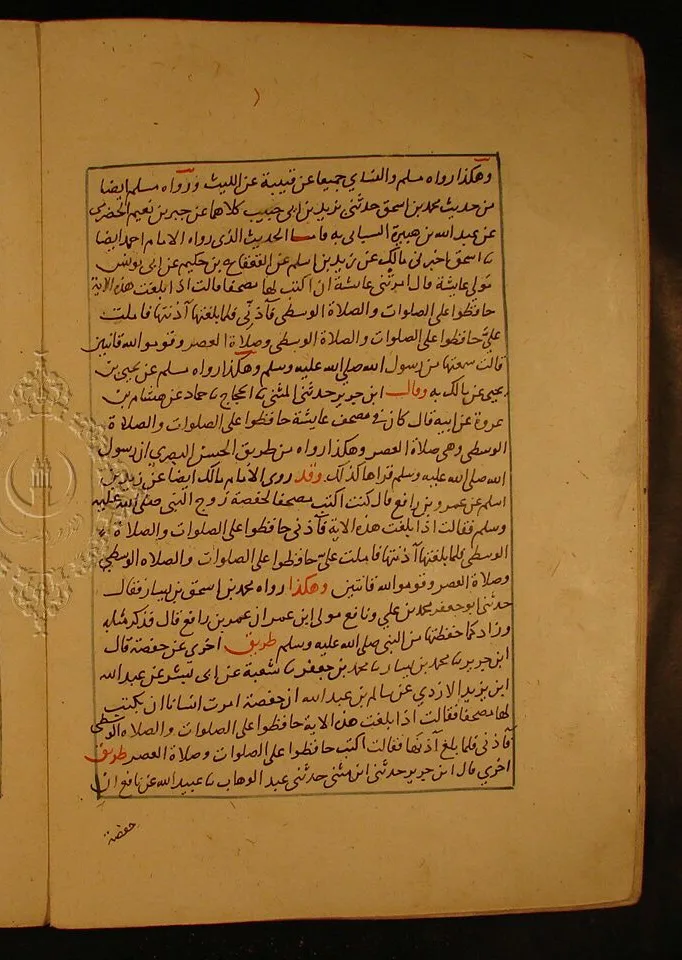 وهكذا رواه مسلم والنساي جميعا عن قتيبة عن الليث ورواه مسلم ايضا
من حديث محمد بن اسحق حدثني يزيد بن ابي حبيب كلاها عن جبر بن نعيم الحضرمي
عن عبد الله بن هبيرة السبائي به فاما الحديث الذي رواه الامام احمد ايضا
ثنا اسحق اخبرني مالك عن زيد بن اسلم عن القعقاع بن حكيم عن ابي يونس
مولي عايشة قال امرتني عايشة ان اكتب لها مصحفا قالت اذا بلغت هذه الاية
حافظوا على الصلوات والصلاة الوسطى فآذني فلما بلغتها آذنتها فاملت
علي حافظوا على الصلوات والصلاة الوسطى وصلاة العصر وقوموا لله قانتين
قالت سمعتها من رسول الله صلى الله عليه وسلم وهكذا رواه مسلم عن يحيى بن
يحيى عن مالك به وقال ابن جرير حدثني المثنى ثنا الحجاج ثنا حماد عن هشام بن
عروة عن ابيه قال كان في مصحف عايشة حافظوا على الصلوات والصلاة
الوسطى وهي صلاة العصر وهكذا رواه من طريق الحسن البصري ان رسول
الله صلى الله عليه وسلم قراها كذلك وقد روى الامام مالك ايضا عن زيد بن
اسلم عن عمرو بن رافع قال كنت اكتب مصحفا لحفصة زوج النبي صلى الله عليه
وسلم فقالت اذا بلغت هذه الاية فآذني حافظوا على الصلوات والصلاة
الوسطى فلما بلغتها آذنتها فاملت علي حافظوا على الصلوات والصلاه الوسطى
وصلاة العصر وقوموا لله قانتين وهكذا رواه محمد بن اسحق بن يسار فقال
حدثني ابو جعفر محمد بن علي ونافع مولى ابن عمر ان عمر بن رافع قال فذكر مثله
وزاد كما حفظتها من النبي صلى الله عليه وسلم طريق اخرى عن حفصة قال
ابن جرير ثنا محمد بن بسار ثنا محمد بن جعفر ثنا شعبة عن ابي بشر عن عبد الله
ابن يزيد الازدي عن سالم بن عبد الله ان حفصة امرت انسانا ان يكتب
لها مصحفا فقالت اذا بلغت هذه الاية حافظوا على الصلوات والصلاه الوسطى
فآذني فلما بلغ آذنها فقالت اكتب حافظوا على الصلوات وصلاة العصر طريق
اخرى قال ابن جرير حدثني ابن مثنى حدثني عبد الوهاب ثنا عبيد الله عن نافع ان
حفصة